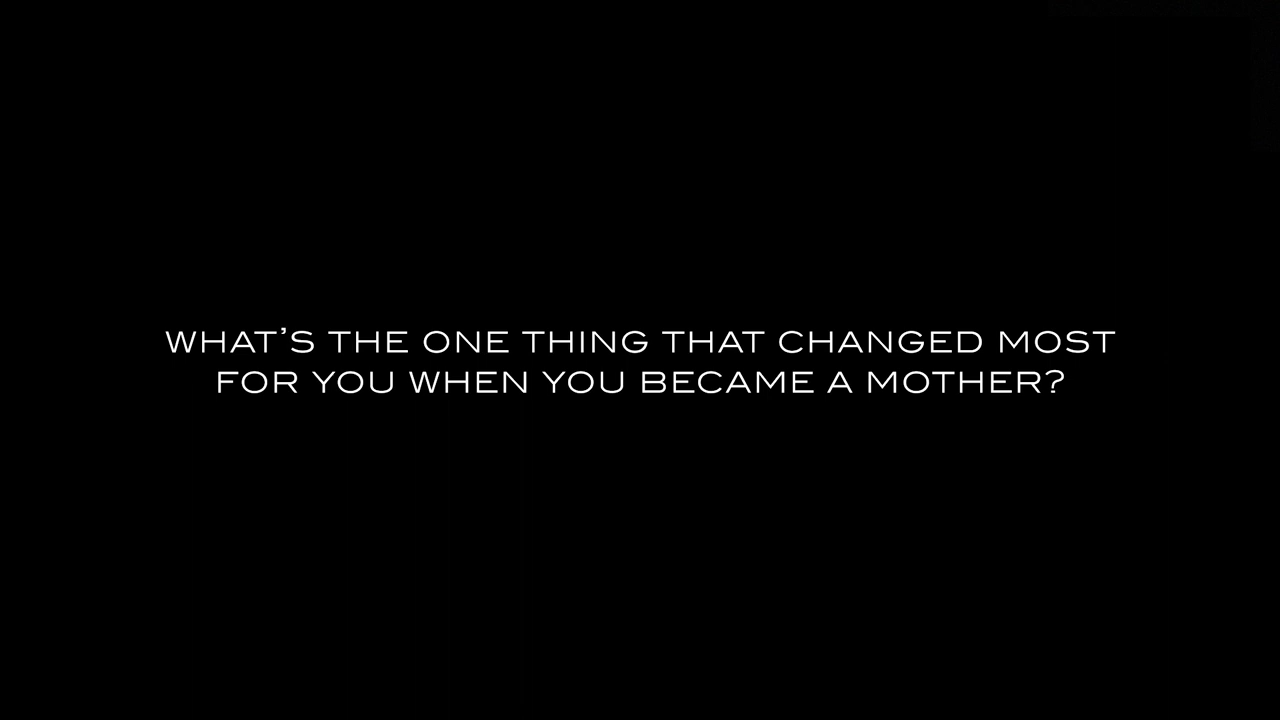 WHAT’S THE ONE THING THAT CHANGED MOST
FOR YOU WHEN YOU BECAME A MOTHER?